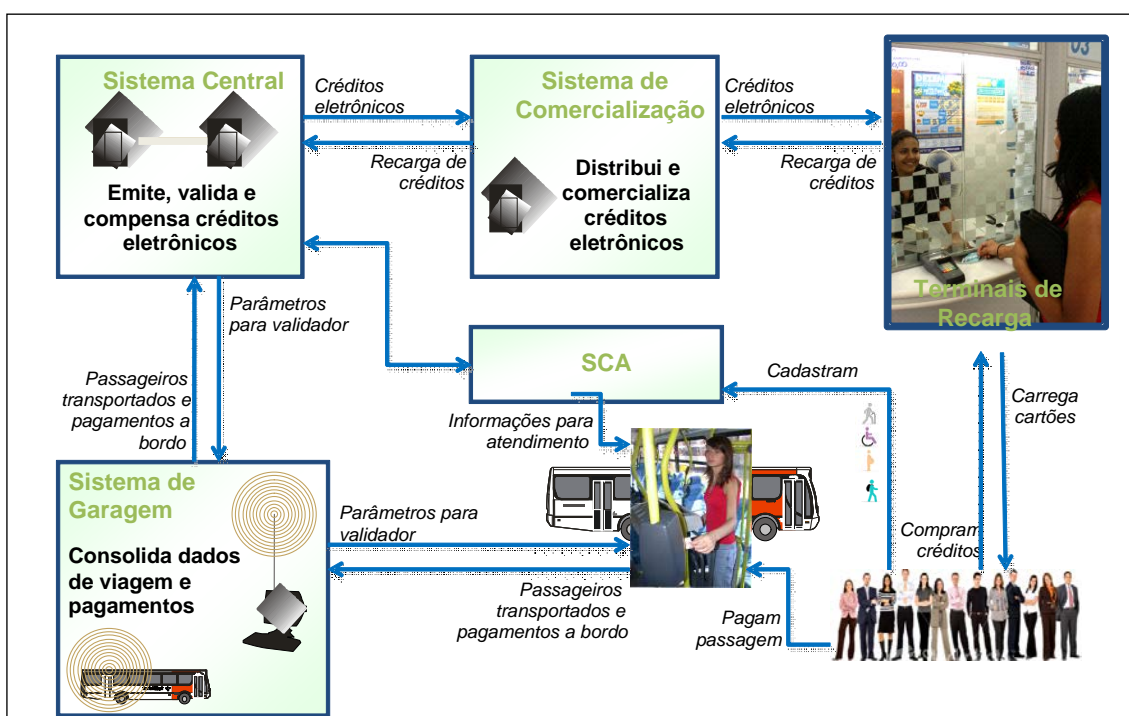 Sistema Central
Emite, valida e
compensa créditos
eletrônicos
Créditos
eletrônicos
Recarga de
créditos
Sistema de
Comercialização
Distribui e
comercializa
créditos
eletrônicos
Créditos
eletrônicos
Recarga de
créditos
03
Terminais de
Recarga
Parâmetros
para validador
Passageiros
transportados e
pagamentos a
bordo
SCA
Cadastram
Informações para
atendimento
Carrega
cartões
Sistema de
Garagem
Consolida dados
de viagem e
pagamentos
Parâmetros para
validador
Passageiros
transportados e
pagamentos a bordo
Compram
créditos
Pagam
passagem